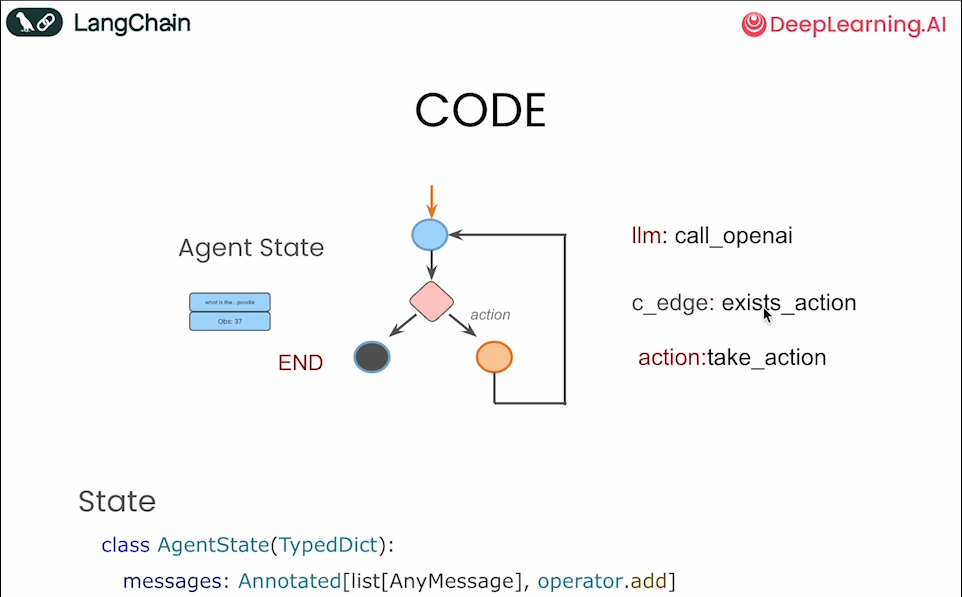 LangChain
DeepLearning.AI
CODE
Agent State
what is the ..poodle
Obs: 37
action
END
llm: call_openai
c_edge: exists_action
action:take_action
State
class AgentState(TypedDict):
messages: Annotated[list[AnyMessage], operator.add]